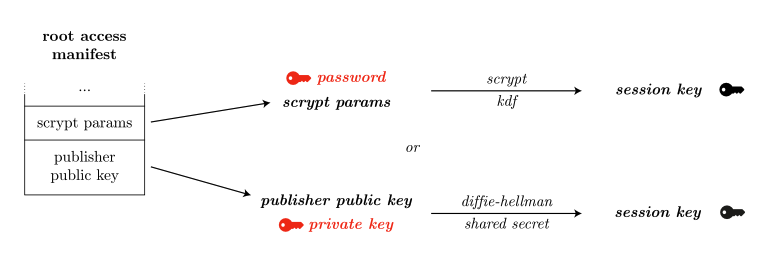 root access
manifest
...
scrypt params
publisher
public key
password
scrypt params
scrypt
kdf
session key
or
publisher public key
private key
diffie-hellman
shared secret
session key